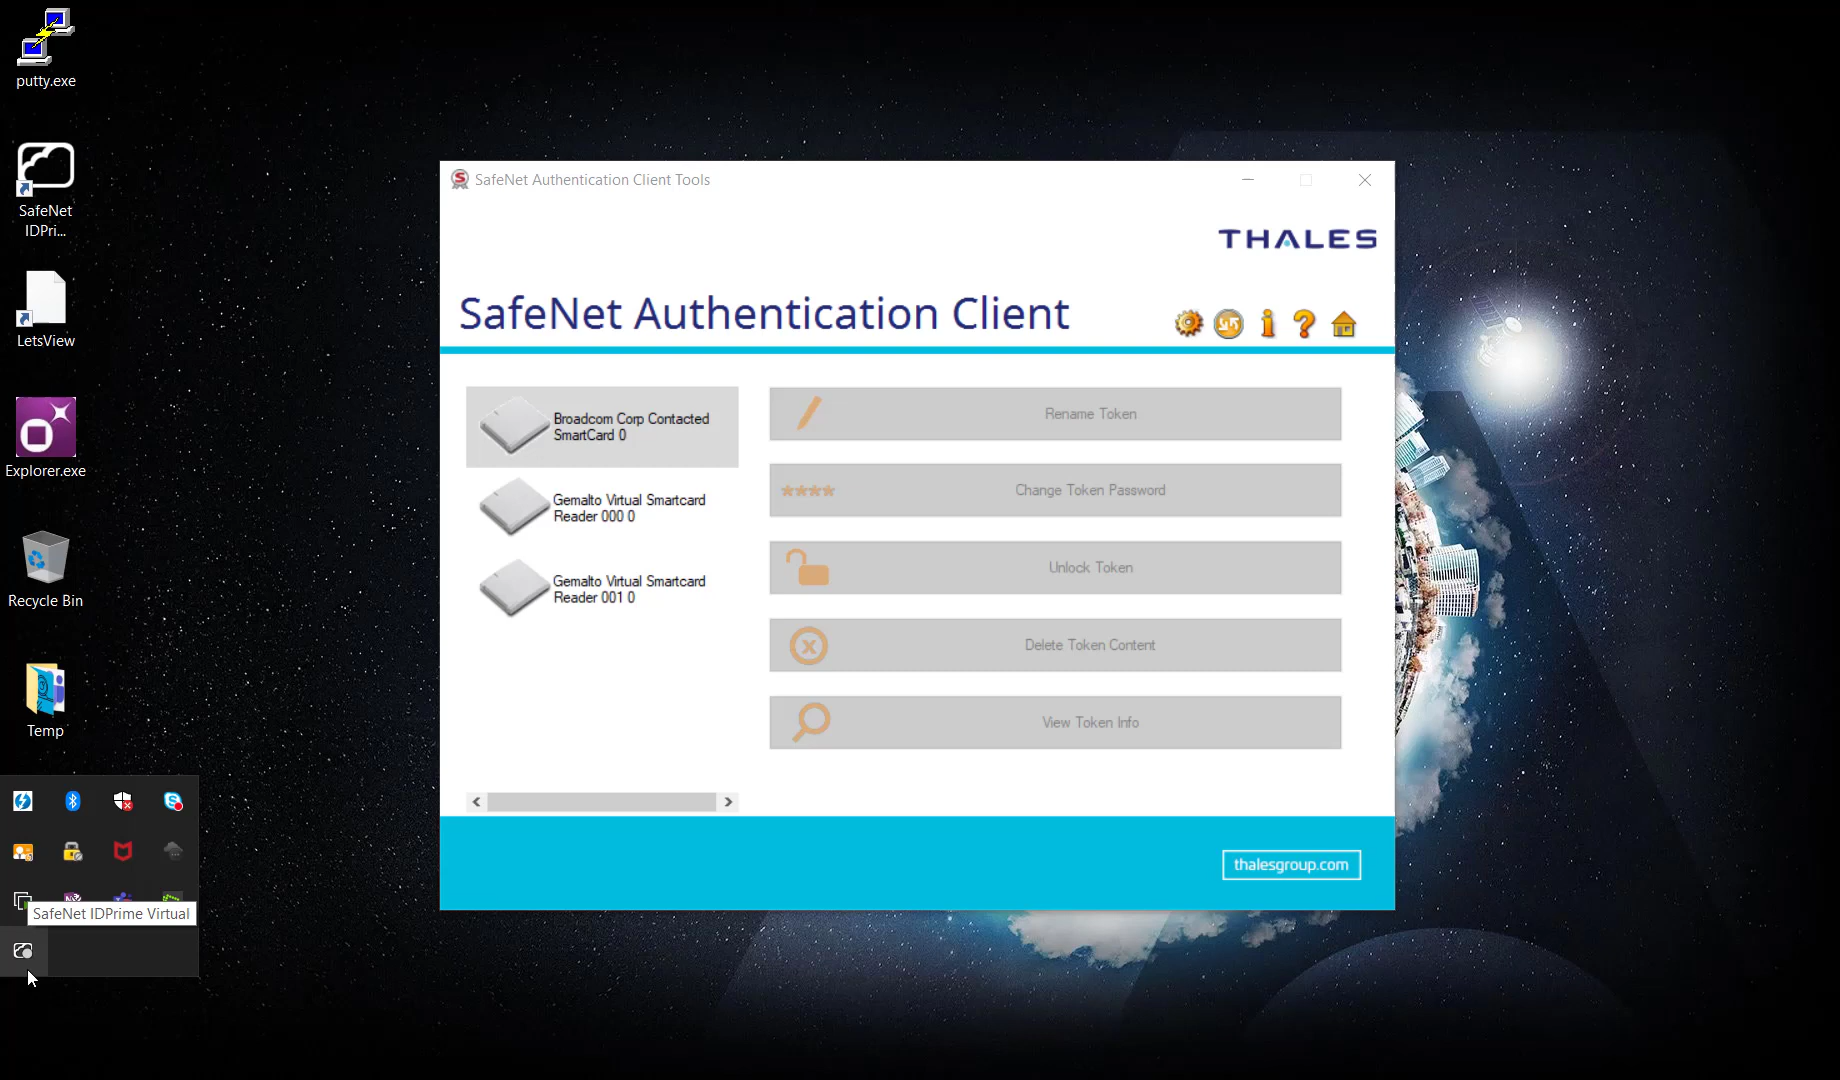 putty.exe
SafeNet
IDPri...
LetsView
Explorer.exe
Recycle Bin
Temp
SafeNet Authentication Client Tools
THALES
SafeNet Authentication Client
Broadcom Corp Contacted
SmartCard 0
Gemalto Virtual Smartcard
Reader 000 0
Gemalto Virtual Smartcard
Reader 001 0
Rename Token
Change Token Password
Unlock Token
Delete Token Content
View Token Info
thalesgroup.com
SafeNet IDPrime Virtual